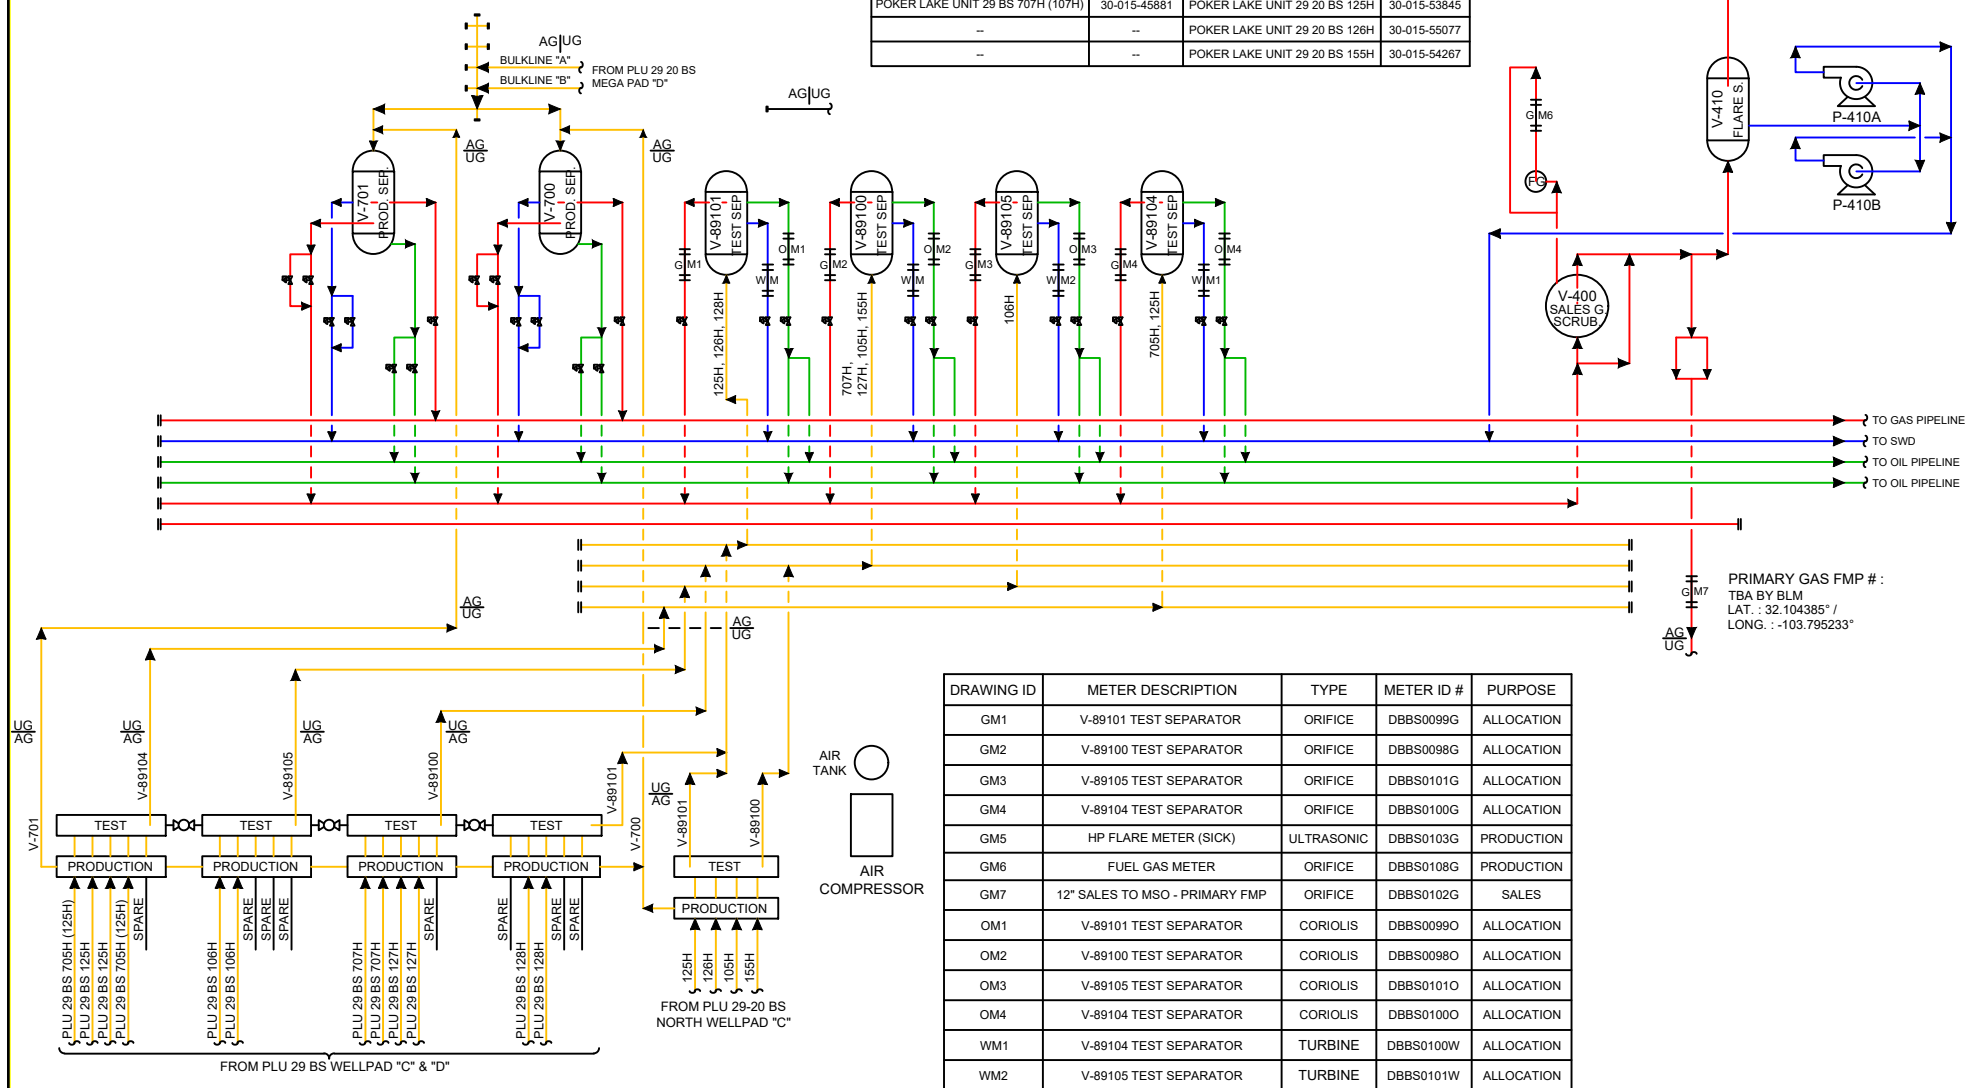 POKER LAKE UNIT 29 BS 707H (107H) 30-015-45881 POKER LAKE UNIT 29 20 BS 125H 30-015-53845
-- -- POKER LAKE UNIT 29 20 BS 126H 30-015-55077
-- -- POKER LAKE UNIT 29 20 BS 155H 30-015-54267
AG|UG
BULKLINE "A"
BULKLINE "B"
FROM PLU 29 20 BS
MEGA PAD "D"
AG|UG
AG
UG
AG
UG
V-701
PROD. SEP.
V-700
PROD. SEP.
V-89101
TEST SEP
V-89100
TEST SEP
V-89105
TEST SEP
V-89104
TEST SEP
GM1
WM
OM1
GM2
WM
OM2
GM3
WM2
OM3
GM4
WM1
OM4
125H, 126H, 128H
707H,
127H, 105H, 155H
106H
705H, 125H
GM6
FG
V-410
FLARE S.
P-410A
P-410B
V-400
SALES G.
SCRUB.
TO GAS PIPELINE
TO SWD
TO OIL PIPELINE
TO OIL PIPELINE
GM7
AG
UG
PRIMARY GAS FMP # :
TBA BY BLM
LAT. : 32.104385° /
LONG. : -103.795233°
AG
UG
AG
UG
UG
AG
UG
AG
UG
AG
UG
AG
UG
AG
V-701
V-89104
V-89105
V-89100
V-89101
V-700
V-89101
V-89100
TEST
TEST
TEST
TEST
PRODUCTION
PRODUCTION
PRODUCTION
PRODUCTION
TEST
PRODUCTION
PLU 29 BS 705H (125H)
PLU 29 BS 125H
PLU 29 BS 125H
PLU 29 BS 705H (125H)
SPARE
PLU 29 BS 106H
PLU 29 BS 106H
SPARE
SPARE
SPARE
PLU 29 BS 707H
PLU 29 BS 707H
PLU 29 BS 127H
PLU 29 BS 127H
SPARE
SPARE
PLU 29 BS 128H
PLU 29 BS 128H
SPARE
SPARE
FROM PLU 29 BS WELLPAD "C" & "D"
125H
126H
105H
155H
FROM PLU 29-20 BS
NORTH WELLPAD "C"
AIR
TANK
AIR
COMPRESSOR
DRAWING ID METER DESCRIPTION TYPE METER ID # PURPOSE
GM1 V-89101 TEST SEPARATOR ORIFICE DBBS0099G ALLOCATION
GM2 V-89100 TEST SEPARATOR ORIFICE DBBS0098G ALLOCATION
GM3 V-89105 TEST SEPARATOR ORIFICE DBBS0101G ALLOCATION
GM4 V-89104 TEST SEPARATOR ORIFICE DBBS0100G ALLOCATION
GM5 HP FLARE METER (SICK) ULTRASONIC DBBS0103G PRODUCTION
GM6 FUEL GAS METER ORIFICE DBBS0108G PRODUCTION
GM7 12" SALES TO MSO - PRIMARY FMP ORIFICE DBBS0102G SALES
OM1 V-89101 TEST SEPARATOR CORIOLIS DBBS0099O ALLOCATION
OM2 V-89100 TEST SEPARATOR CORIOLIS DBBS0098O ALLOCATION
OM3 V-89105 TEST SEPARATOR CORIOLIS DBBS0101O ALLOCATION
OM4 V-89104 TEST SEPARATOR CORIOLIS DBBS0100O ALLOCATION
WM1 V-89104 TEST SEPARATOR TURBINE DBBS0100W ALLOCATION
WM2 V-89105 TEST SEPARATOR TURBINE DBBS0101W ALLOCATION